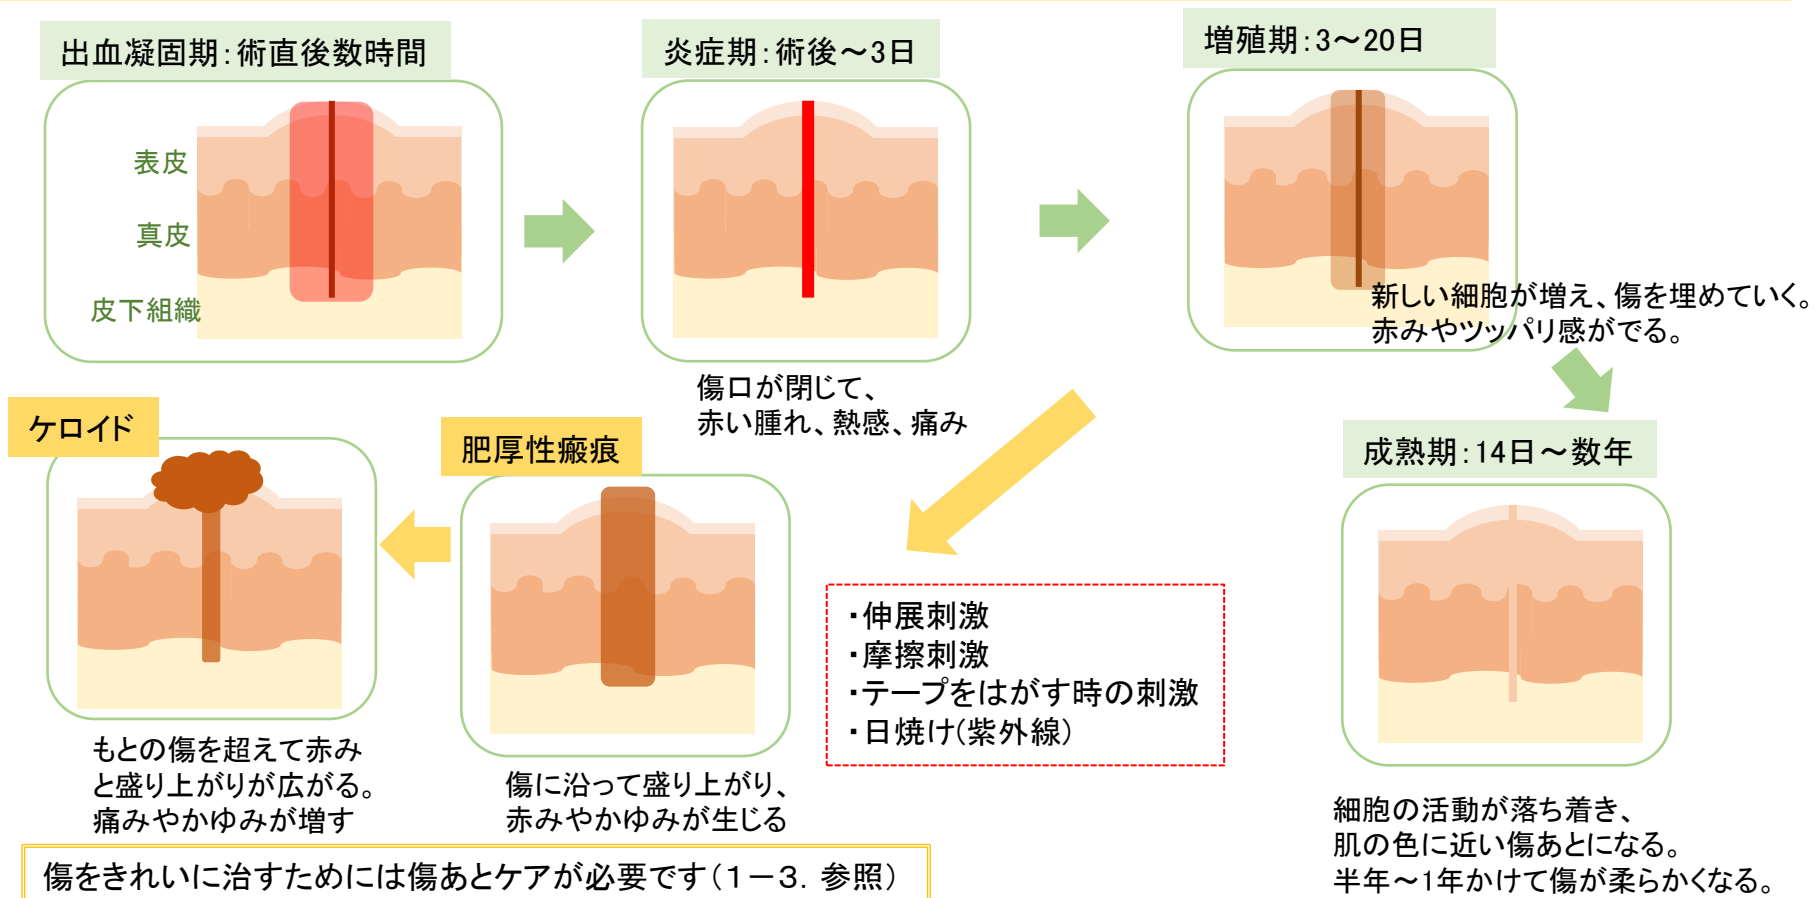 出血凝固期：術直後数時間
表皮
真皮
皮下組織
炎症期：術後～3日
傷口が閉じて、
赤い腫れ、熱感、痛み
増殖期：3～20日
新しい細胞が増え、傷を埋めていく。
赤みやツッパリ感がでる。
成熟期：14日～数年
細胞の活動が落ち着き、
肌の色に近い傷あとになる。
半年～1年かけて傷が柔らかくなる。
・伸展刺激
・摩擦刺激
・テープをはがす時の刺激
・日焼け(紫外線)
肥厚性瘢痕
傷に沿って盛り上がり、
赤みやかゆみが生じる
ケロイド
もとの傷を超えて赤み
と盛り上がりが広がる。
痛みやかゆみが増す
傷をきれいに治すためには傷あとケアが必要です（１－３．参照）